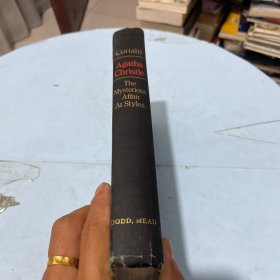 Curtain
Agatha
Christie
The
Mysterious
Affair
At Styles
DODD, MEAD